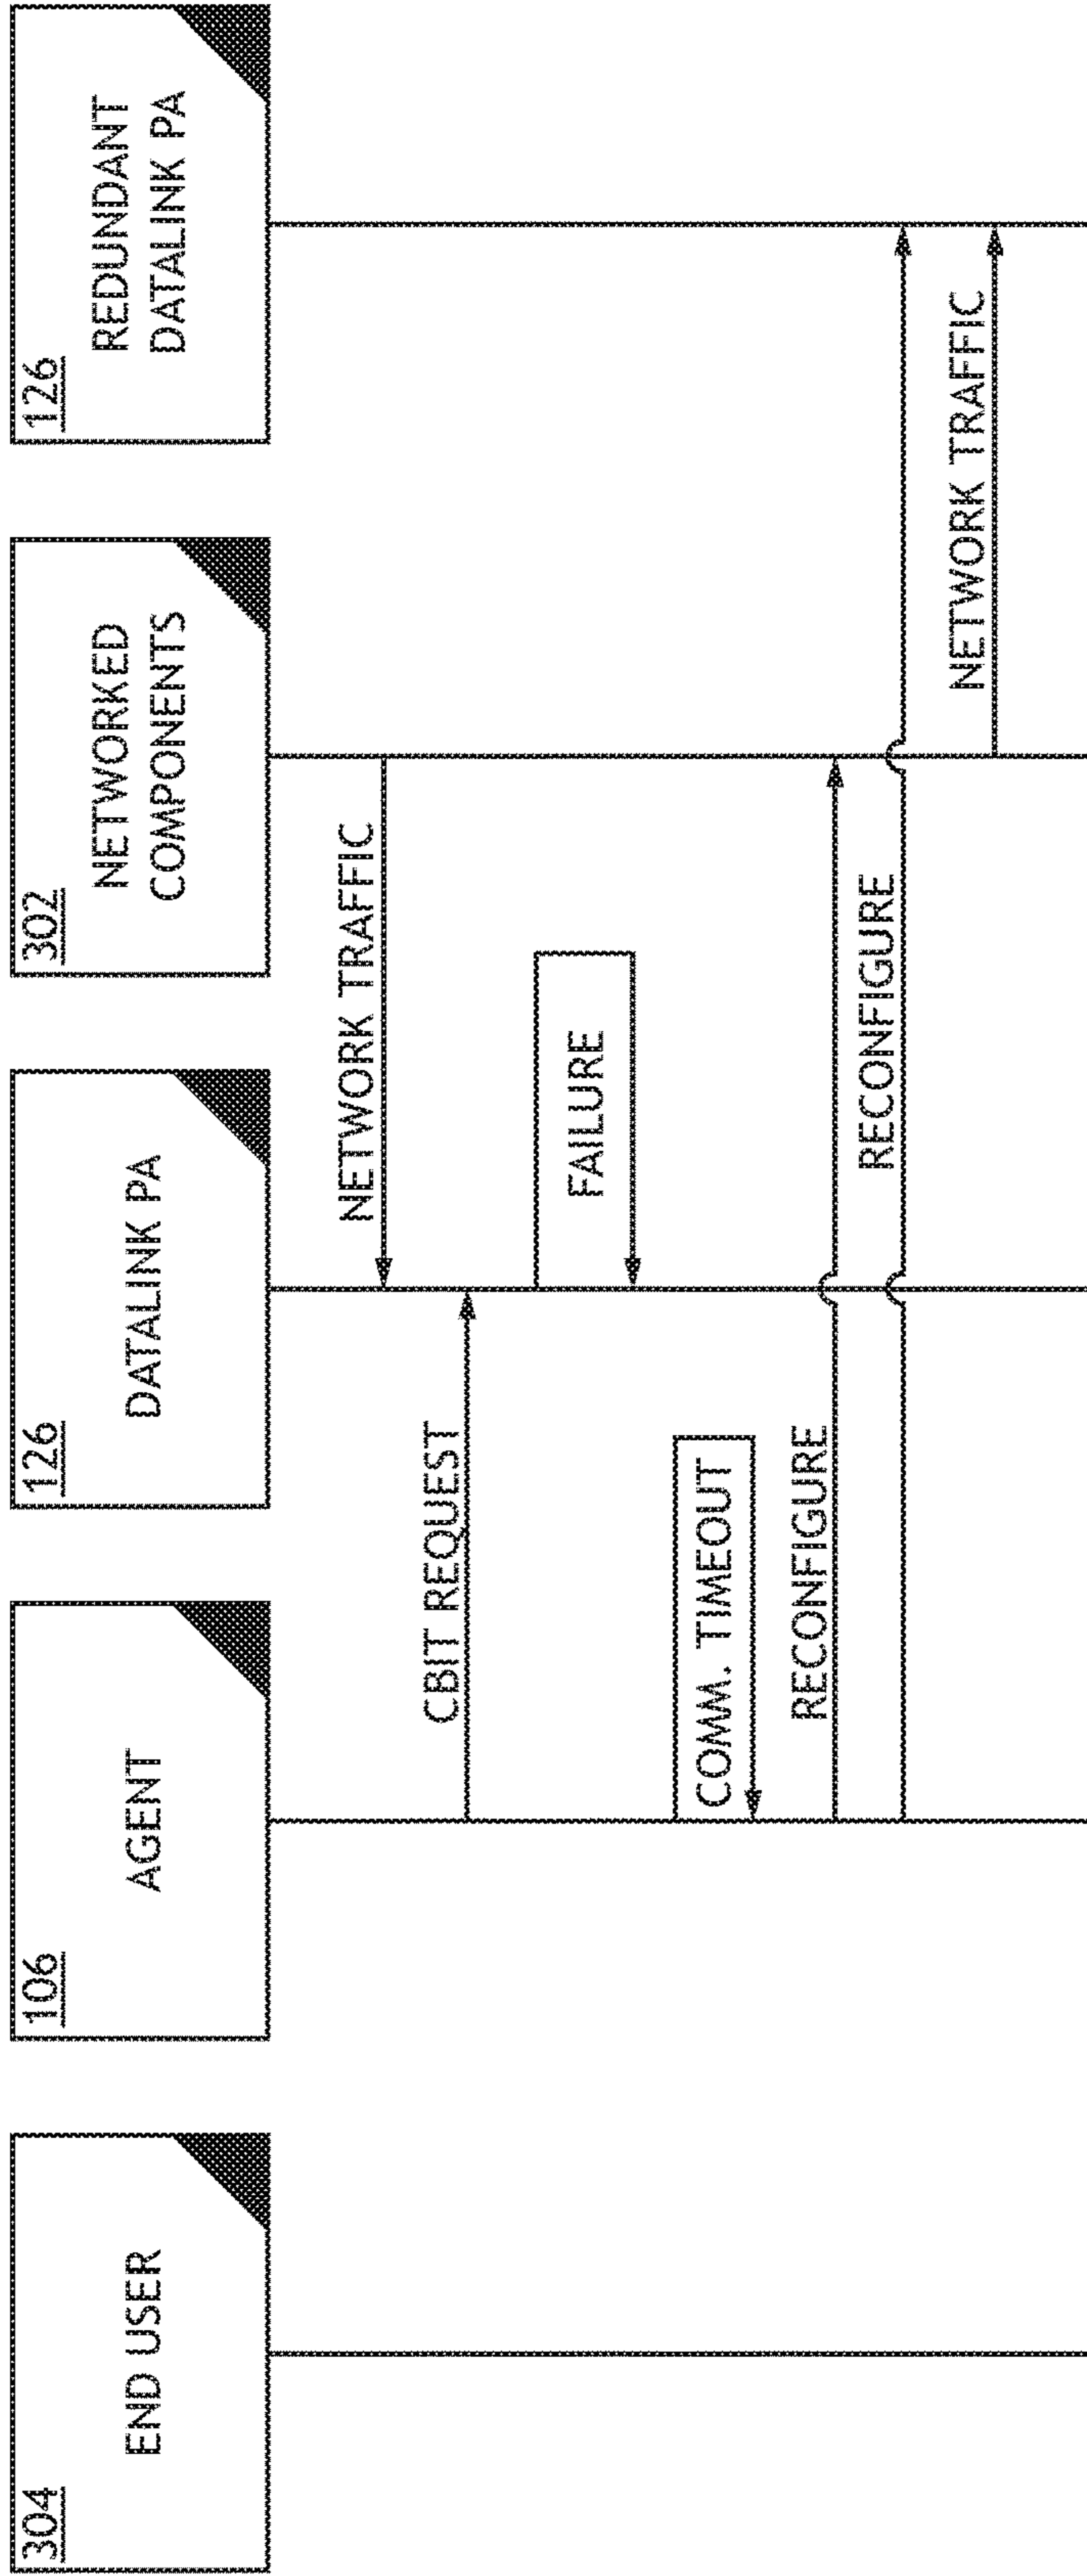 304
END USER
106
AGENT
126
DATALINK PA
302
NETWORKED
COMPONENTS
126
REDUNDANT
DATALINK PA
NETWORK TRAFFIC
CBIT REQUEST
FAILURE
COMM. TIMEOUT
RECONFIGURE
RECONFIGURE
NETWORK TRAFFIC